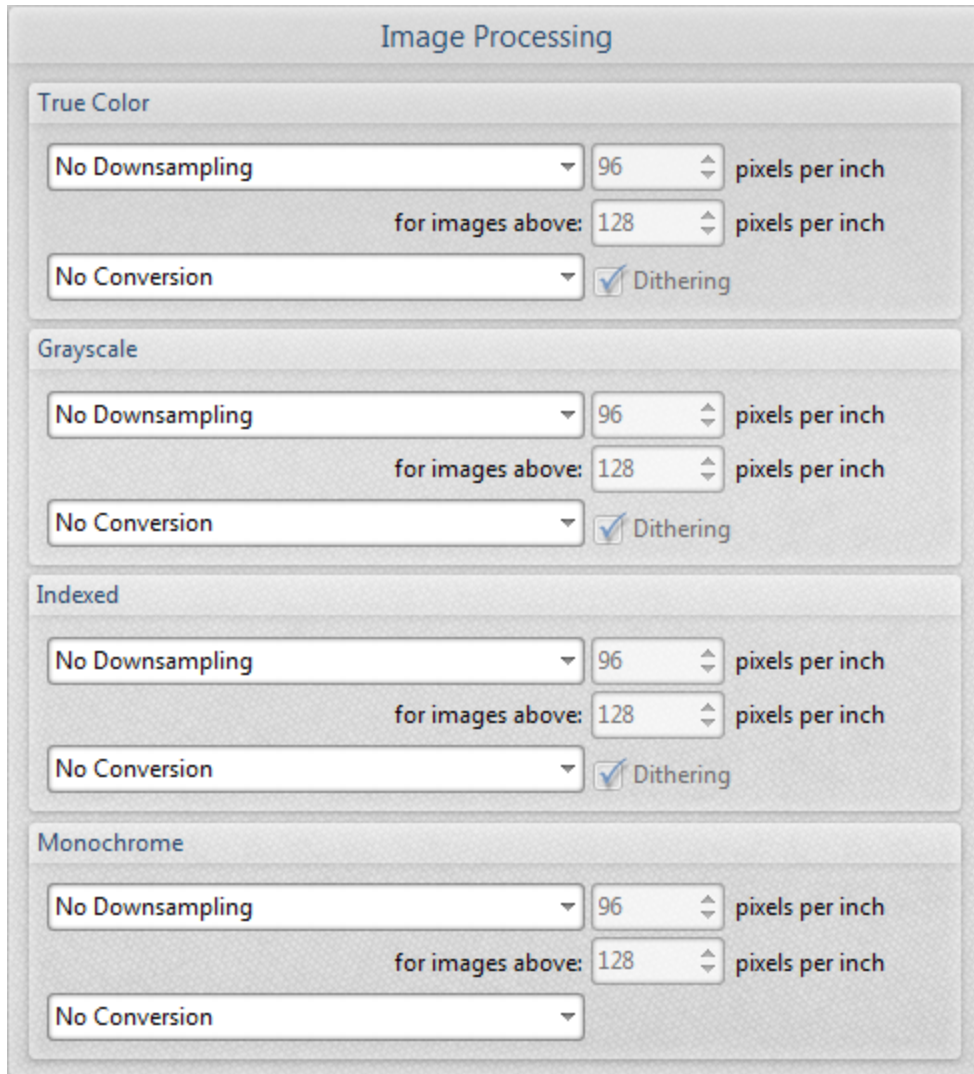 Image Processing
True Color
No Downsampling 96 pixels per inch
for images above: 128 pixels per inch
No Conversion Dithering
Grayscale
No Downsampling 96 pixels per inch
for images above: 128 pixels per inch
No Conversion Dithering
Indexed
No Downsampling 96 pixels per inch
for images above: 128 pixels per inch
No Conversion Dithering
Monochrome
No Downsampling 96 pixels per inch
for images above: 128 pixels per inch
No Conversion